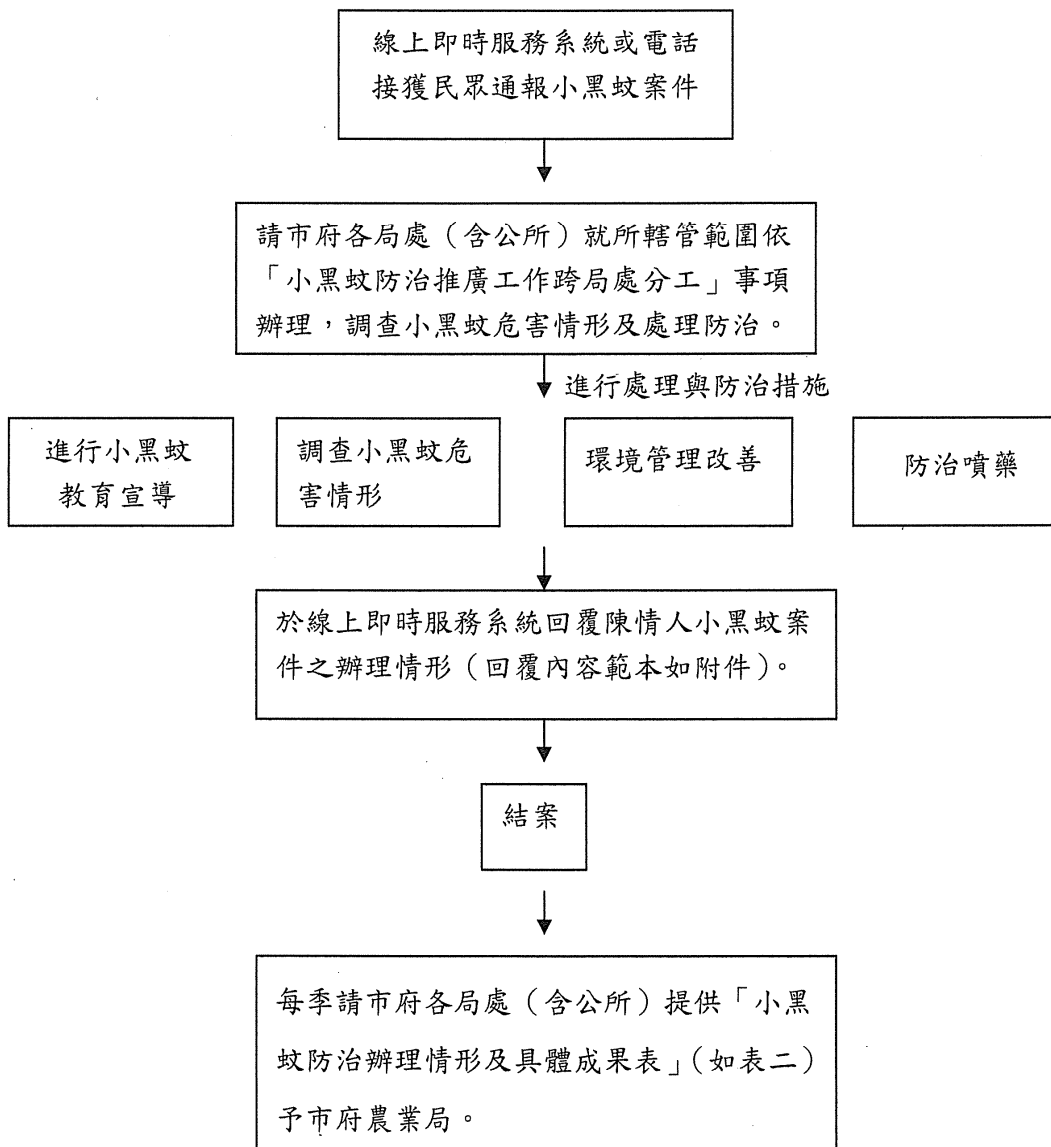 線上即時服務系統或電話
接獲民眾通報小黑蚊案件
請市府各局處（含公所）就所轄管範圍依
「小黑蚊防治推廣工作跨局處分工」事項
辦理，調查小黑蚊危害情形及處理防治。
進行處理與防治措施
進行小黑蚊
教育宣導
調查小黑蚊危
害情形
環境管理改善
防治噴藥
於線上即時服務系統回覆陳情人小黑蚊案
件之辦理情形（回覆內容範本如附件）。
結案
每季請市府各局處（含公所）提供「小黑
蚊防治辦理情形及具體成果表」（如表二）
予市府農業局。